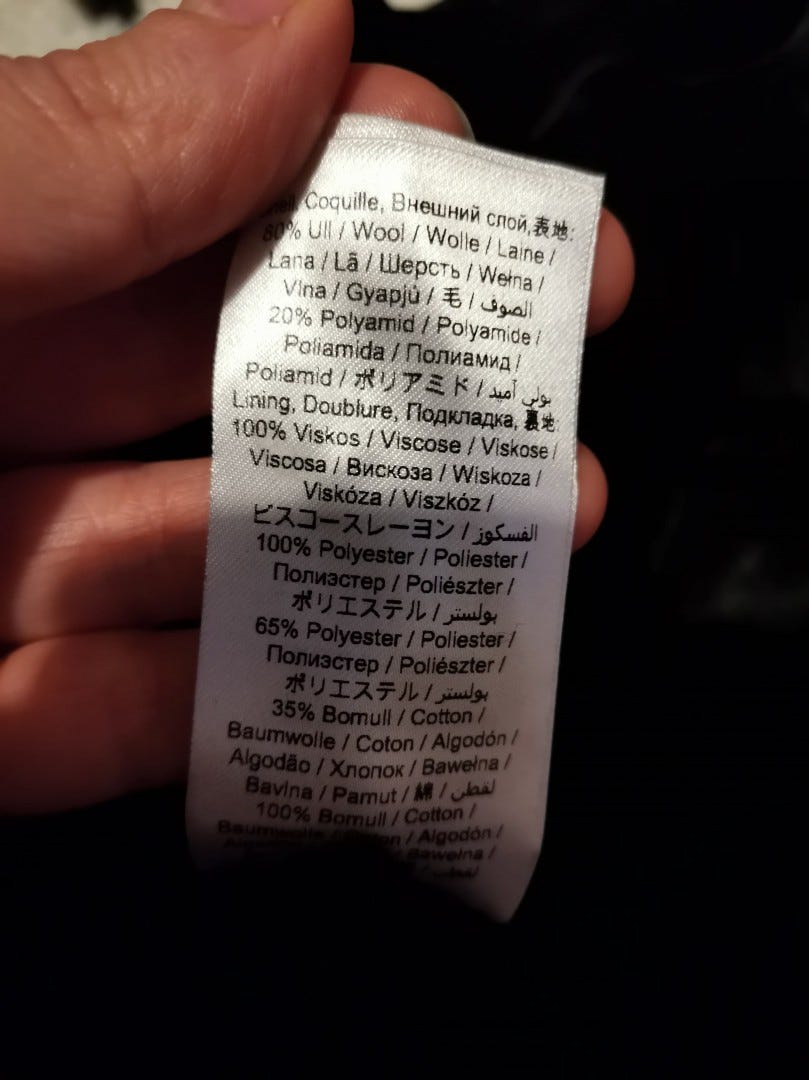 Coquille, Внешний слой,表地:
80% Ull / Wool / Wolle / Laine /
Lana / Lã / Шерсть / Wełna /
Vlna / Gyapjú / 毛 / الصوف
20% Polyamid / Polyamide /
Poliamida / Полиамид /
Poliamid / ポリアミド / بولي آميد
Lining, Doublure, Подкладка, 裏地
100% Viskos / Viscose / Viskose /
Viscosa / Вискоза / Wiskoza /
Viskóza / Viszkóz /
ビスコースレーヨン / الفسكوز
100% Polyester / Poliester /
Полиэстер / Poliészter /
ポリエステル / بولستر
65% Polyester / Poliester /
Полиэстер / Poliészter /
ポリエステル / بولستر
35% Bomull / Cotton /
Baumwolle / Coton / Algodón /
Algodão / Хлопок / Bawełna /
Bavlna / Pamut / 綿 / لقطن
100% Bomull / Cotton /
Baumwolle / Coton / Algodón /
Bawełna /
لقطن